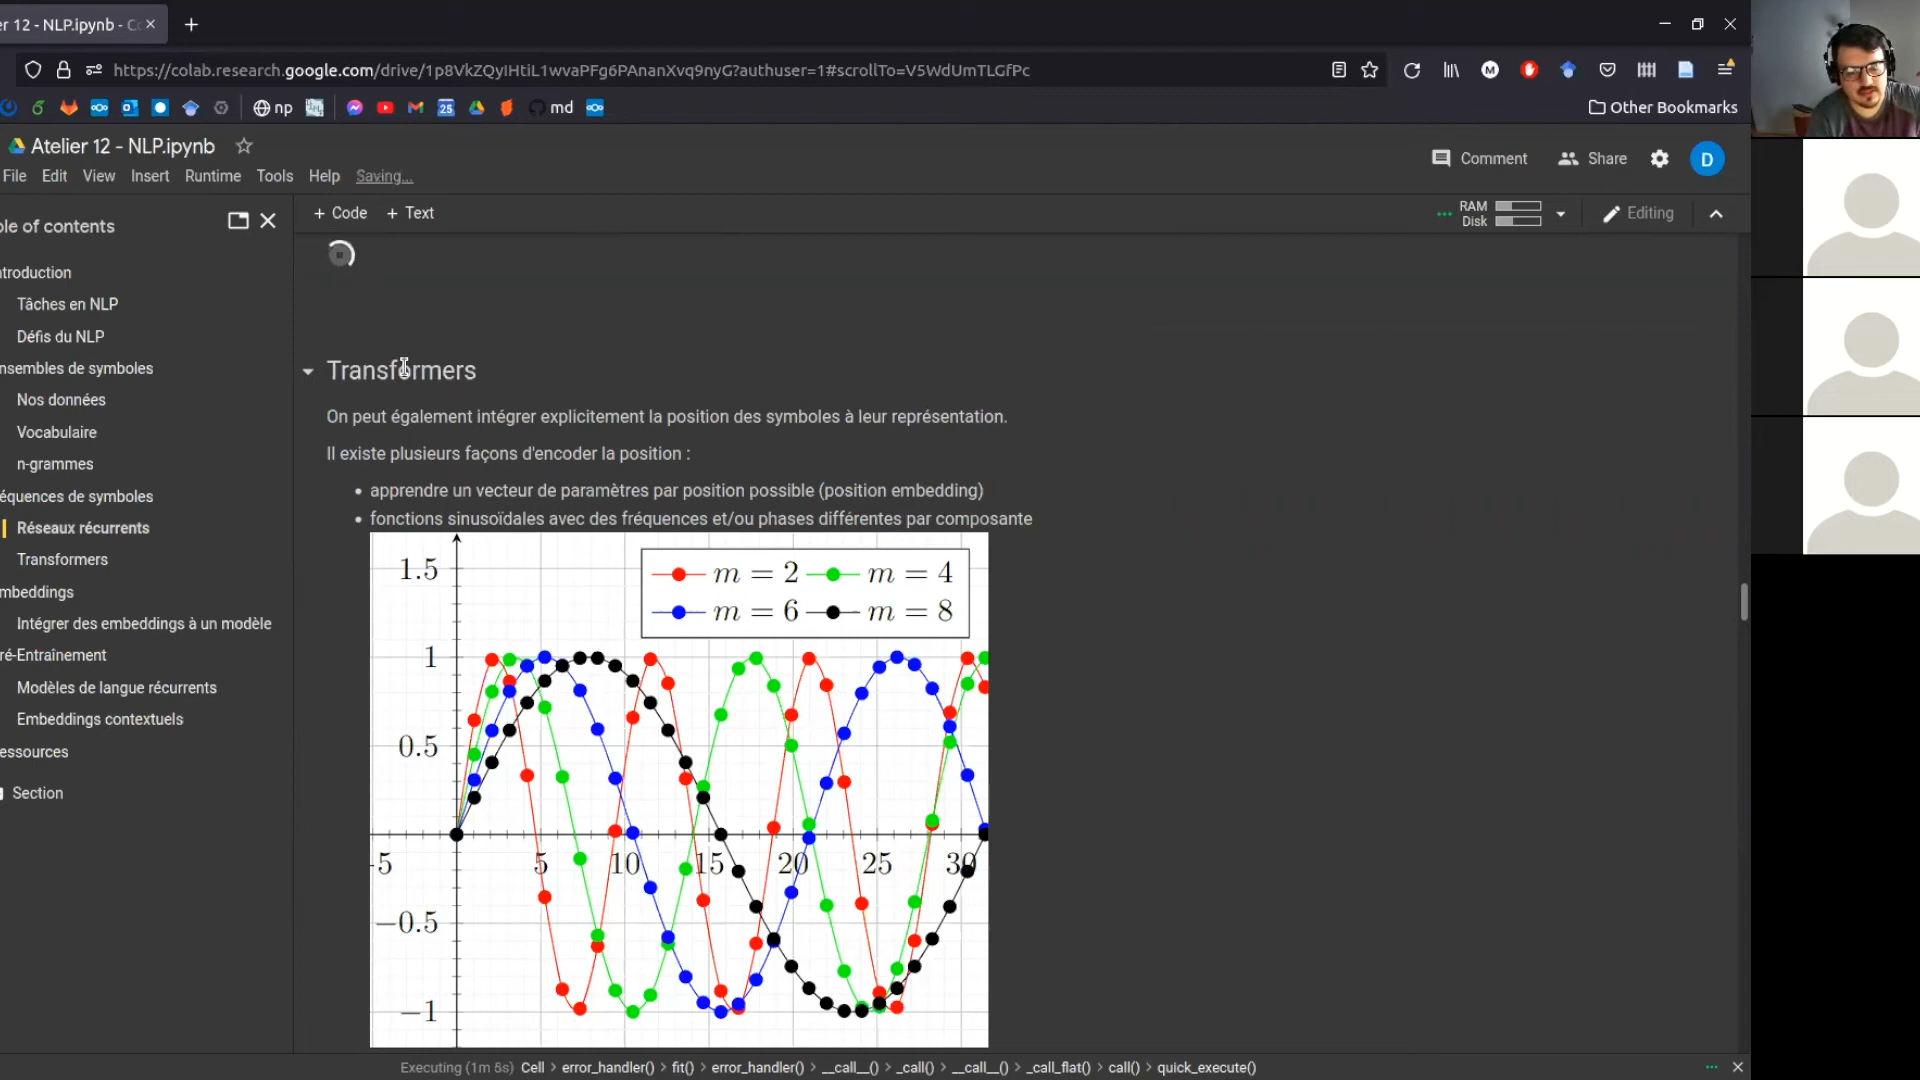 er 12 - NLP.ipynb - Co
https://colab.research.google.com/drive/1p8VkZQyIHtiL1wvaPFg6PAnanXvq9nyG?authuser=1#scrollTo=V5WdUmTLGfPc
np
25
md
Other Bookmarks
Atelier 12 - NLP.ipynb
Comment
Share
D
File Edit View Insert Runtime Tools Help Saving...
+ Code + Text
RAM
Disk
Editing
ble of contents
ntroduction
Tâches en NLP
Défis du NLP
nsembles de symboles
Nos données
Vocabulaire
n-grammes
équences de symboles
Réseaux récurrents
Transformers
mbeddings
Intégrer des embeddings à un modèle
ré-Entraînement
Modèles de langue récurrents
Embeddings contextuels
essources
Section
Transformers
On peut également intégrer explicitement la position des symboles à leur représentation.
Il existe plusieurs façons d'encoder la position :
• apprendre un vecteur de paramètres par position possible (position embedding)
• fonctions sinusoïdales avec des fréquences et/ou phases différentes par composante
m = 2 m = 4
m = 6 m = 8
1.5
1
0.5
-5 5 10 15 20 25 30
−0.5
−1
Executing (1m 5s) Cell > error_handler() > fit() > error_handler() > __call__() > _call() > __call__() > _call_flat() > call() > quick_execute()